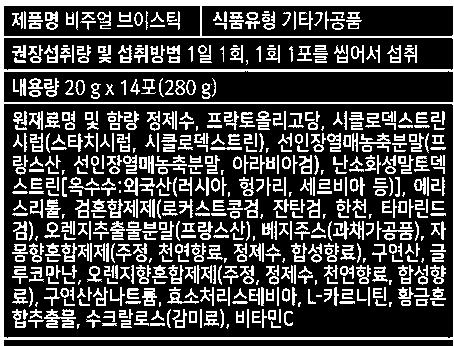 제품명 비주얼 브이스틱 식품유형 기타가공품
권장섭취량 및 섭취방법 1일 1회, 1회 1포를 씹어서 섭취
내용량 20 g x 14포(280 g)
원재료명 및 함량 정제수, 프락토올리고당, 시클로덱스트린
시럽(스타치시럽, 시클로덱스트린), 선인장열매농축분말(프
랑스산, 선인장열매농축분말, 아라비아검), 난소화성말토덱
스트린[옥수수:외국산(러시아, 헝가리, 세르비아 등)], 에리
스리톨, 검혼합제제(로커스트콩검, 잔탄검, 한천, 타마린드
검), 오렌지추출물분말(프랑스산), 배지주스(과채가공품), 자
몽향혼합제제(주정, 천연향료, 정제수, 합성향료), 구연산, 글
루코만난, 오렌지향혼합제제(주정, 정제수, 천연향료, 합성향
료), 구연산삼나트륨, 효소처리스테비아, L-카르니틴, 황금혼
합추출물, 수크랄로스(감미료), 비타민C